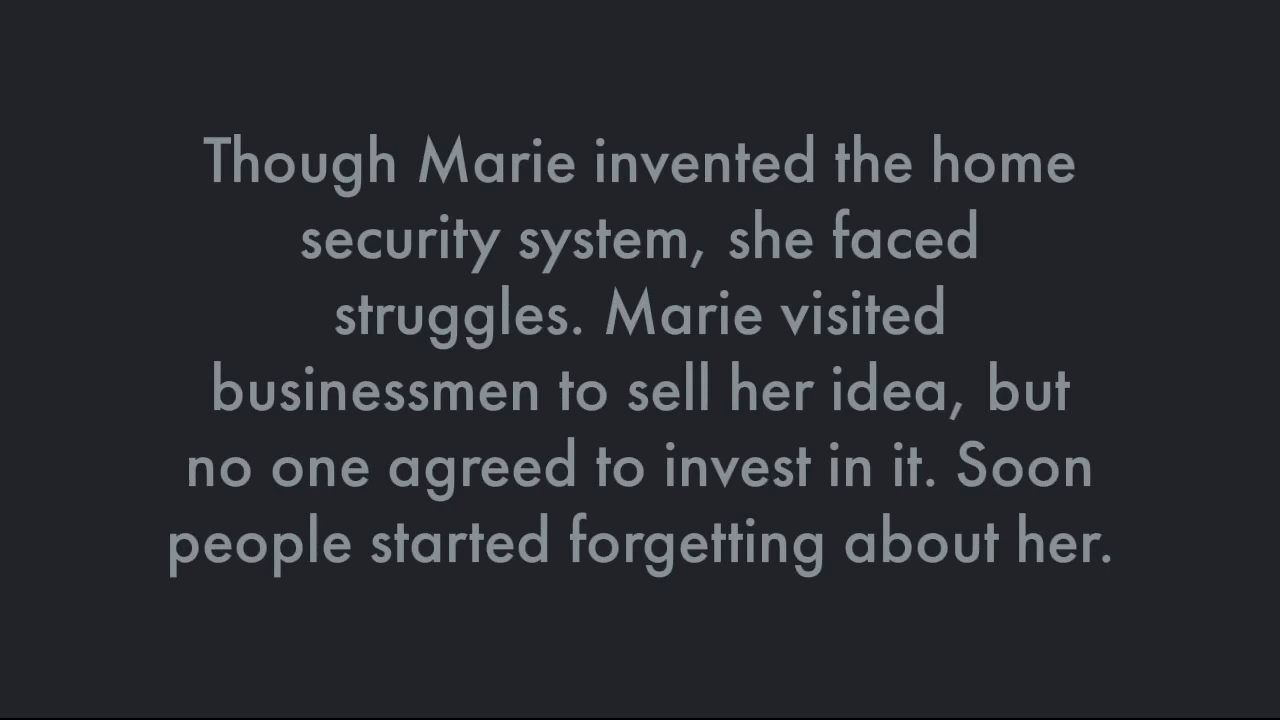 Though Marie invented the home
security system, she faced
struggles. Marie visited
businessmen to sell her idea, but
no one agreed to invest in it. Soon
people started forgetting about her.